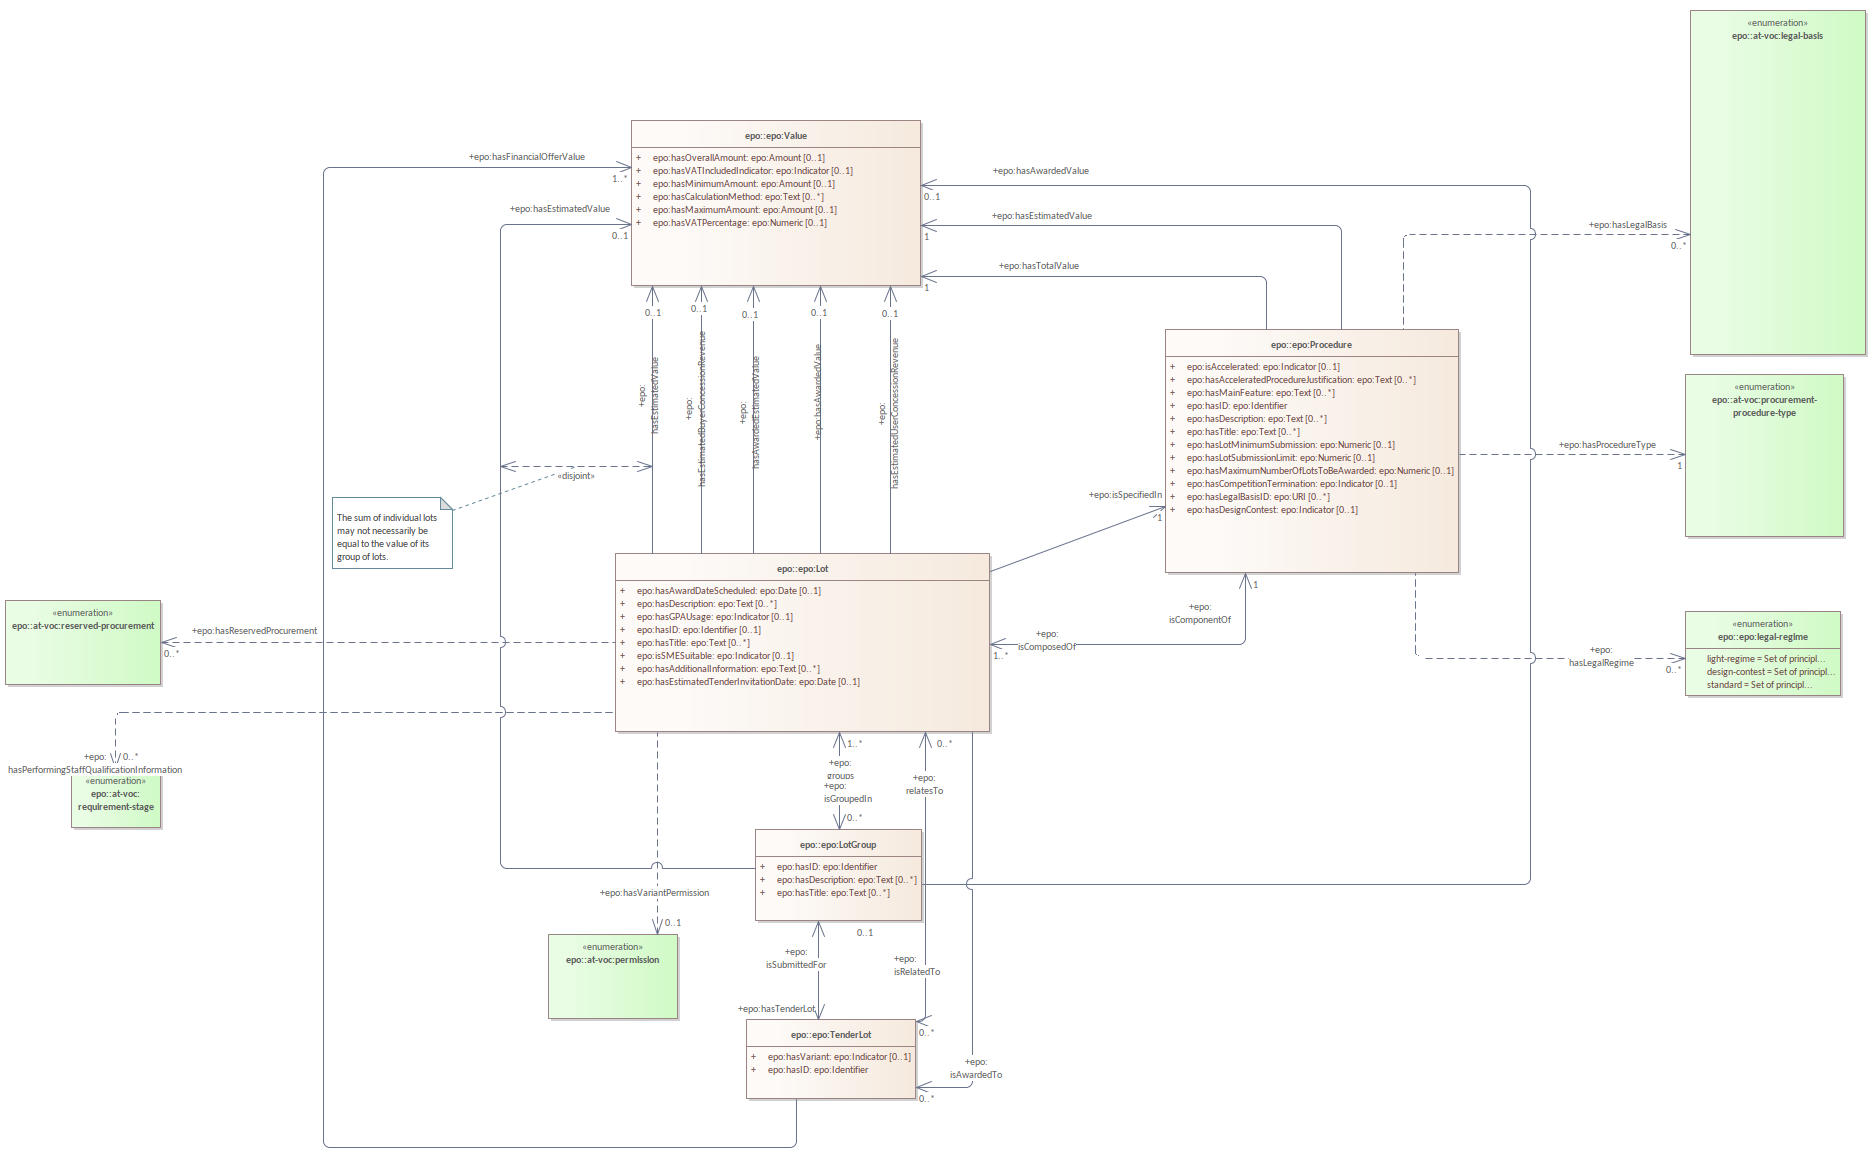 «enumeration»
epo::at-voc:legal-basis
epo::epo:Value
+ epo:hasOverallAmount: epo:Amount [0..1]
+ epo:hasVATIncludedIndicator: epo:Indicator [0..1]
+ epo:hasMinimumAmount: epo:Amount [0..1]
+ epo:hasCalculationMethod: epo:Text [0..*]
+ epo:hasMaximumAmount: epo:Amount [0..1]
+ epo:hasVATPercentage: epo:Numeric [0..1]
+epo:hasFinancialOfferValue
1..*
+epo:hasEstimatedValue
0..1
+epo:hasAwardedValue
0..1
+epo:hasEstimatedValue
1
+epo:hasTotalValue
1
+epo:hasLegalBasis
0..*
0..1
0..1
0..1
0..1
0..1
+epo:
hasEstimatedValue
+epo:
hasEstimatedBuyerConcessionRevenue
+epo:
hasAwardedEstimatedValue
+epo:hasAwardedValue
+epo:
hasEstimatedUserConcessionRevenue
epo::epo:Procedure
+ epo:isAccelerated: epo:Indicator [0..1]
+ epo:hasAcceleratedProcedureJustification: epo:Text [0..*]
+ epo:hasMainFeature: epo:Text [0..*]
+ epo:hasID: epo:Identifier
+ epo:hasDescription: epo:Text [0..*]
+ epo:hasTitle: epo:Text [0..*]
+ epo:hasLotMinimumSubmission: epo:Numeric [0..1]
+ epo:hasLotSubmissionLimit: epo:Numeric [0..1]
+ epo:hasMaximumNumberOfLotsToBeAwarded: epo:Numeric [0..1]
+ epo:hasCompetitionTermination: epo:Indicator [0..1]
+ epo:hasLegalBasisID: epo:URI [0..*]
+ epo:hasDesignContest: epo:Indicator [0..1]
«enumeration»
epo::at-voc:procurement-
procedure-type
+epo:hasProcedureType
1
«disjoint»
The sum of individual lots
may not necessarily be
equal to the value of its
group of lots.
+epo:isSpecifiedIn
1
epo::epo:Lot
+ epo:hasAwardDateScheduled: epo:Date [0..1]
+ epo:hasDescription: epo:Text [0..*]
+ epo:hasGPAUsage: epo:Indicator [0..1]
+ epo:hasID: epo:Identifier [0..1]
+ epo:hasTitle: epo:Text [0..*]
+ epo:isSMESuitable: epo:Indicator [0..1]
+ epo:hasAdditionalInformation: epo:Text [0..*]
+ epo:hasEstimatedTenderInvitationDate: epo:Date [0..1]
1
+epo:
isComponentOf
+epo:
isComposedOf
1..*
«enumeration»
epo::at-voc:reserved-procurement
+epo:hasReservedProcurement
0..*
«enumeration»
epo::epo:legal-regime
light-regime = Set of principl...
design-contest = Set of principl...
standard = Set of principl...
+epo:
hasLegalRegime
0..*
+epo:
0..*
hasPerformingStaffQualificationInformation
«enumeration»
epo::at-voc:
requirement-stage
1..*
+epo:
groups
+epo:
isGroupedIn
0..*
0..*
+epo:
relatesTo
epo::epo:LotGroup
+ epo:hasID: epo:Identifier
+ epo:hasDescription: epo:Text [0..*]
+ epo:hasTitle: epo:Text [0..*]
+epo:hasVariantPermission
0..1
«enumeration»
epo::at-voc:permission
0..1
+epo:
isSubmittedFor
+epo:
isRelatedTo
+epo:hasTenderLot
0..*
epo::epo:TenderLot
+ epo:hasVariant: epo:Indicator [0..1]
+ epo:hasID: epo:Identifier
+epo:
isAwardedTo
0..*